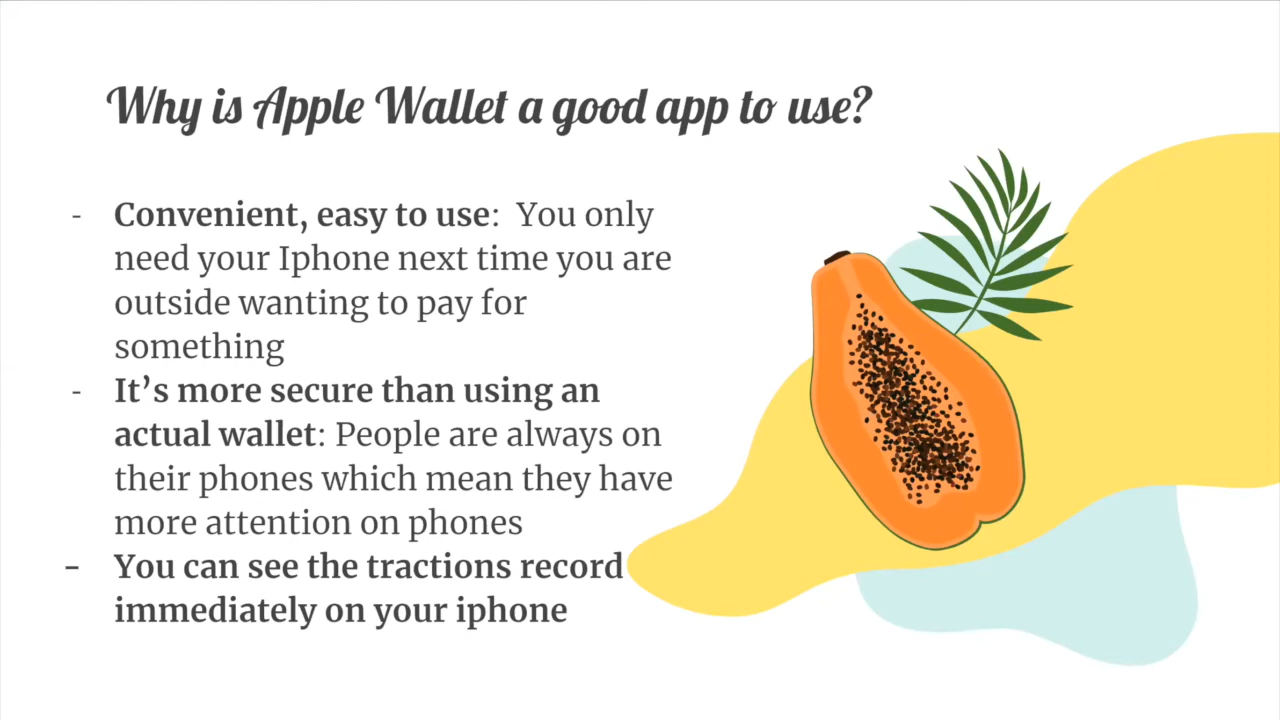 Why is Apple Wallet a good app to use?
- Convenient, easy to use:  You only
need your Iphone next time you are
outside wanting to pay for
something
- It’s more secure than using an
actual wallet: People are always on
their phones which mean they have
more attention on phones
- You can see the tractions record
immediately on your iphone